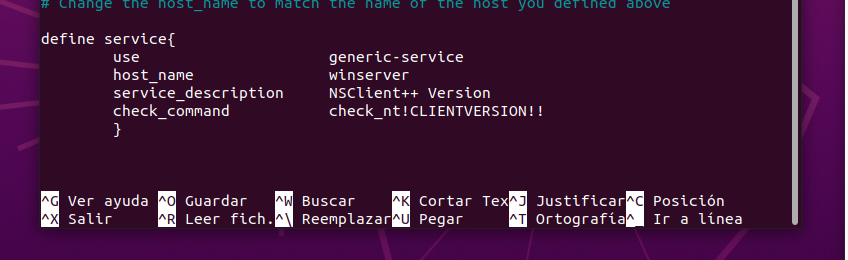 # Change the host_name to match the name of the host you defined above
define service{
use generic-service
host_name winserver
service_description NSClient++ Version
check_command check_nt!CLIENTVERSION!!
}
^G Ver ayuda ^O Guardar ^W Buscar ^K Cortar Tex ^J Justificar ^C Posición
^X Salir ^R Leer fich. ^\ Reemplazar ^U Pegar ^T Ortografía ^_ Ir a línea